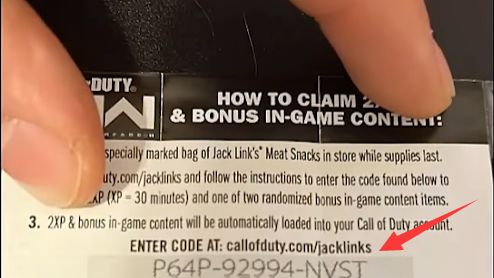 DUTY
HOW TO CLAIM
& BONUS IN-GAME CONTENT:
specially marked bag of Jack Link's® Meat Snacks in store while supplies last.
uty.com/jacklinks and follow the instructions to enter the code found below to
XP (XP = 30 minutes) and one of two randomized bonus in-game content items.
3. 2XP & bonus in-game content will be automatically loaded into your Call of Duty account.
ENTER CODE AT: callofduty.com/jacklinks
P64P-92994-NVST